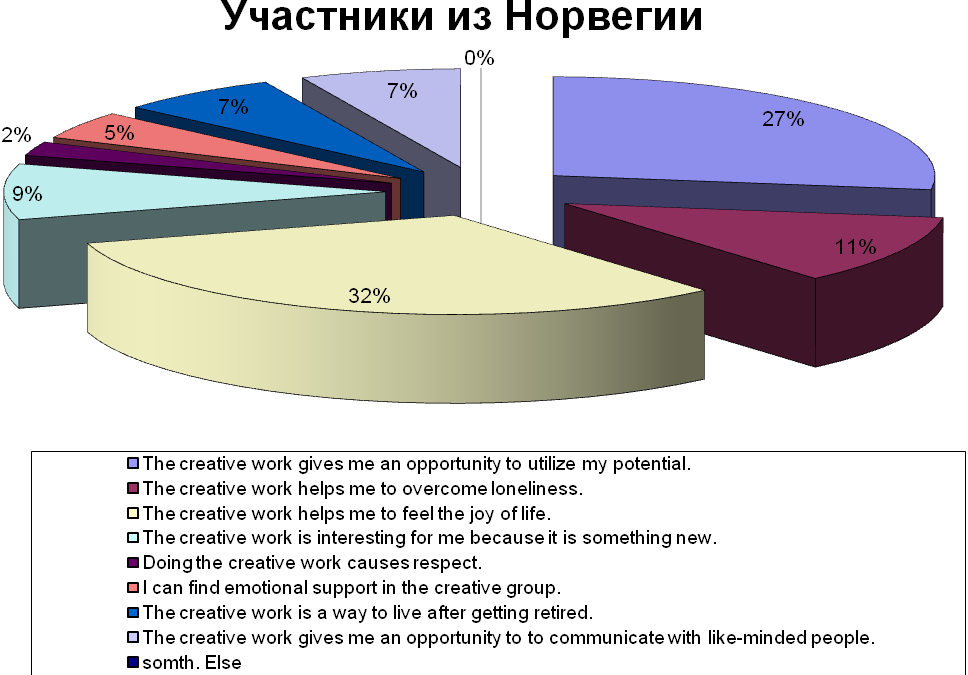 Участники из Норвегии
0%
7%
27%
7%
5%
2%
9%
11%
32%
The creative work gives me an opportunity to utilize my potential.
The creative work helps me to overcome loneliness.
The creative work helps me to feel the joy of life.
The creative work is interesting for me because it is something new.
Doing the creative work causes respect.
I can find emotional support in the creative group.
The creative work is a way to live after getting retired.
The creative work gives me an opportunity to to communicate with like-minded people.
somth. Else